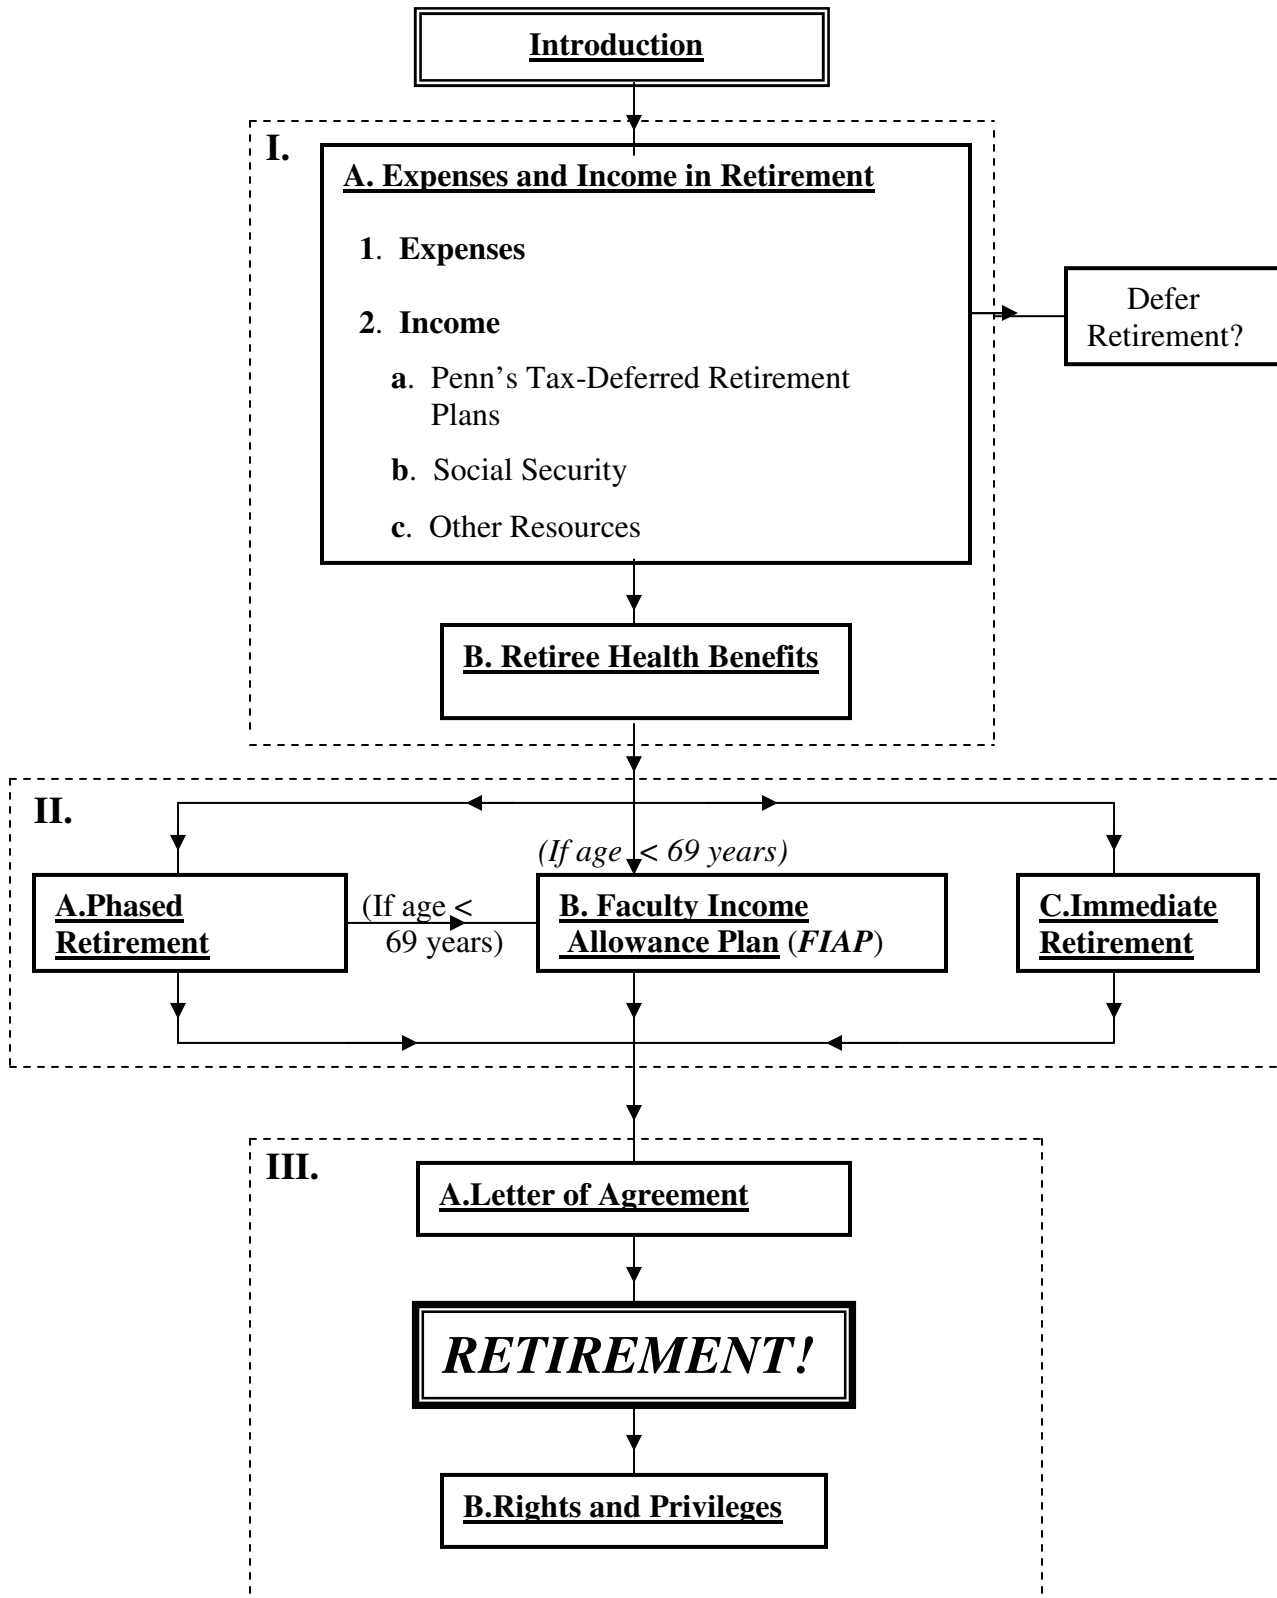 Introduction
I.
A. Expenses and Income in Retirement
1. Expenses
2. Income
a. Penn’s Tax-Deferred Retirement
Plans
b. Social Security
c. Other Resources
Defer
Retirement?
B. Retiree Health Benefits
II.
(If age < 69 years)
A.Phased
Retirement
(If age <
69 years)
B. Faculty Income
Allowance Plan (FIAP)
C.Immediate
Retirement
III.
A.Letter of Agreement
RETIREMENT!
B.Rights and Privileges